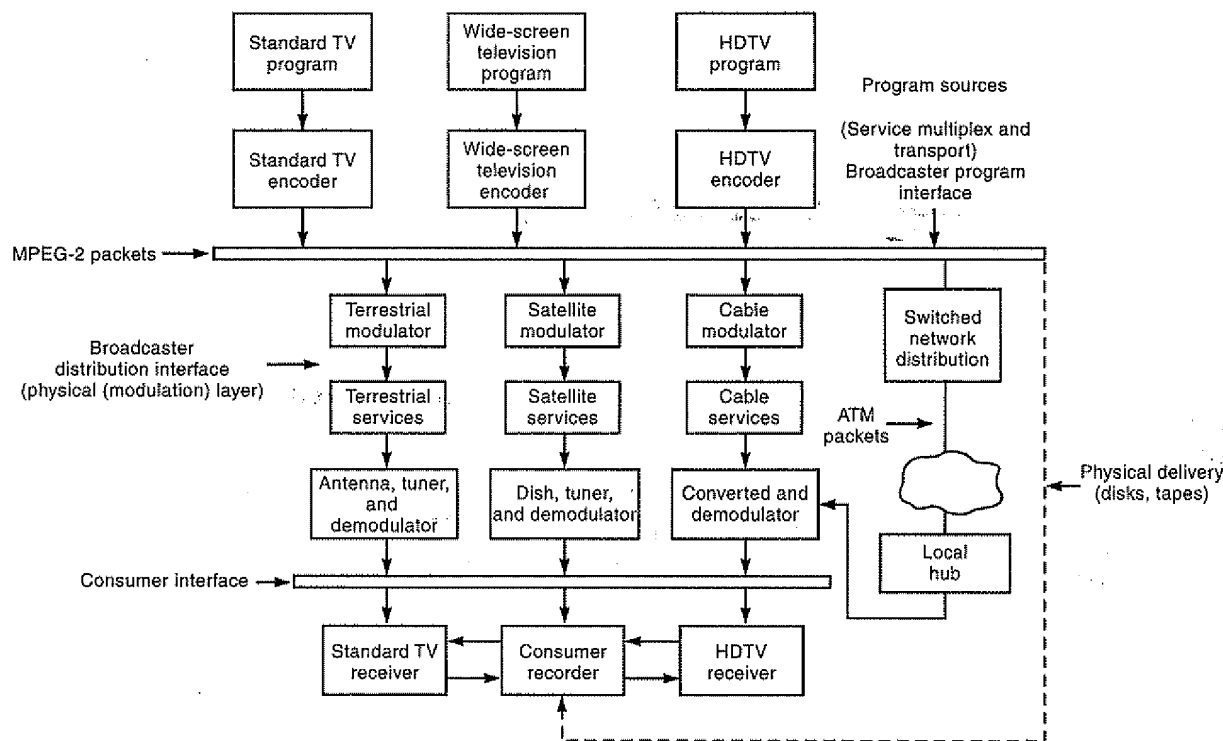 Standard TV
program
Wide-screen
television
program
HDTV
program
Program sources
(Service multiplex and
transport)
Broadcaster program
interface
Standard TV
encoder
Wide-screen
television
encoder
HDTV
encoder
MPEG-2 packets
Terrestrial
modulator
Satellite
modulator
Cable
modulator
Switched
network
distribution
Broadcaster
distribution interface
(physical (modulation) layer)
Terrestrial
services
Satellite
services
Cable
services
ATM
packets
Antenna, tuner,
and
demodulator
Dish, tuner,
and demodulator
Converted and
demodulator
Physical delivery
(disks, tapes)
Local
hub
Consumer interface
Standard TV
receiver
Consumer
recorder
HDTV
receiver